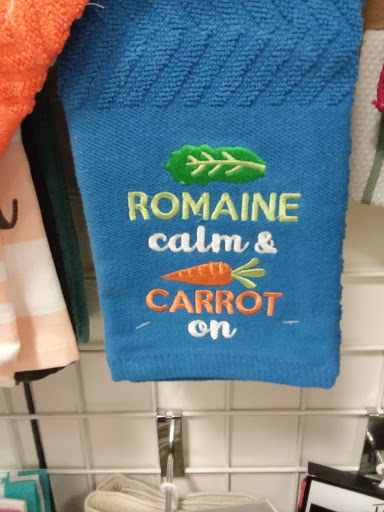 ROMAINE
calm &
CARROT
on